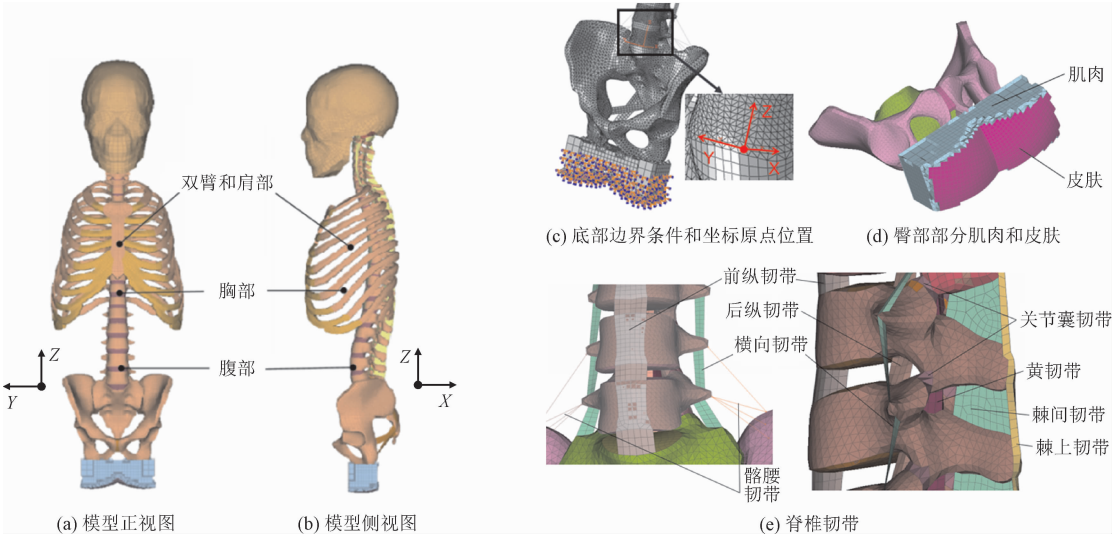 双臂和肩部
胸部
腹部
Z
Y
Z
X
(a) 模型正视图
(b) 模型侧视图
Z
Y
X
(c) 底部边界条件和坐标原点位置
肌肉
皮肤
(d) 臀部部分肌肉和皮肤
前纵韧带
后纵韧带
横向韧带
髂腰
韧带
关节囊韧带
黄韧带
棘间韧带
棘上韧带
(e) 脊椎韧带